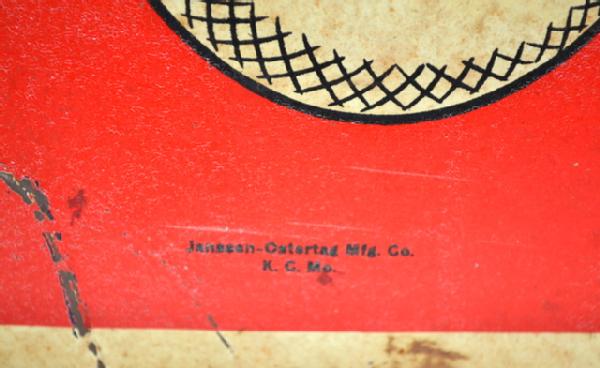 Janssen-Ostertag Mfg. Co.
K. C. Mo.